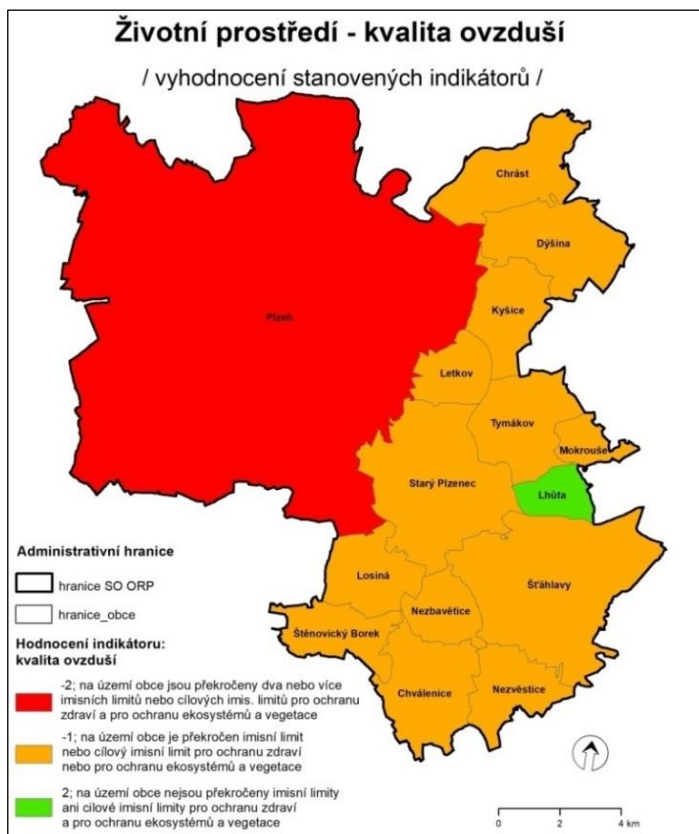 Životní prostředí - kvalita ovzduší
/ vyhodnocení stanovených indikátorů /
Chrást
Dýšina
Kyšice
Plzeň
Letkov
Tymákov
Mokrouše
Starý Plzenec
Lhůta
Losiná
Šťáhlavy
Nezbavětice
Štěnovický Borek
Chválenice
Nezvěstice
Administrativní hranice
hranice SO ORP
hranice_obce
Hodnocení indikátoru:
kvalita ovzduší
-2; na území obce jsou překročeny dva nebo více
imisních limitů nebo cílových imis. limitů pro ochranu
zdraví a pro ochranu ekosystémů a vegetace
-1; na území obce je překročen imisní limit
nebo cílový imisní limit pro ochranu zdraví
nebo pro ochranu ekosystémů a vegetace
2; na území obce nejsou překročeny imisní limity
ani cilové imisní limity pro ochranu zdraví
a pro ochranu ekosystémů a vegetace
0 2 4 km